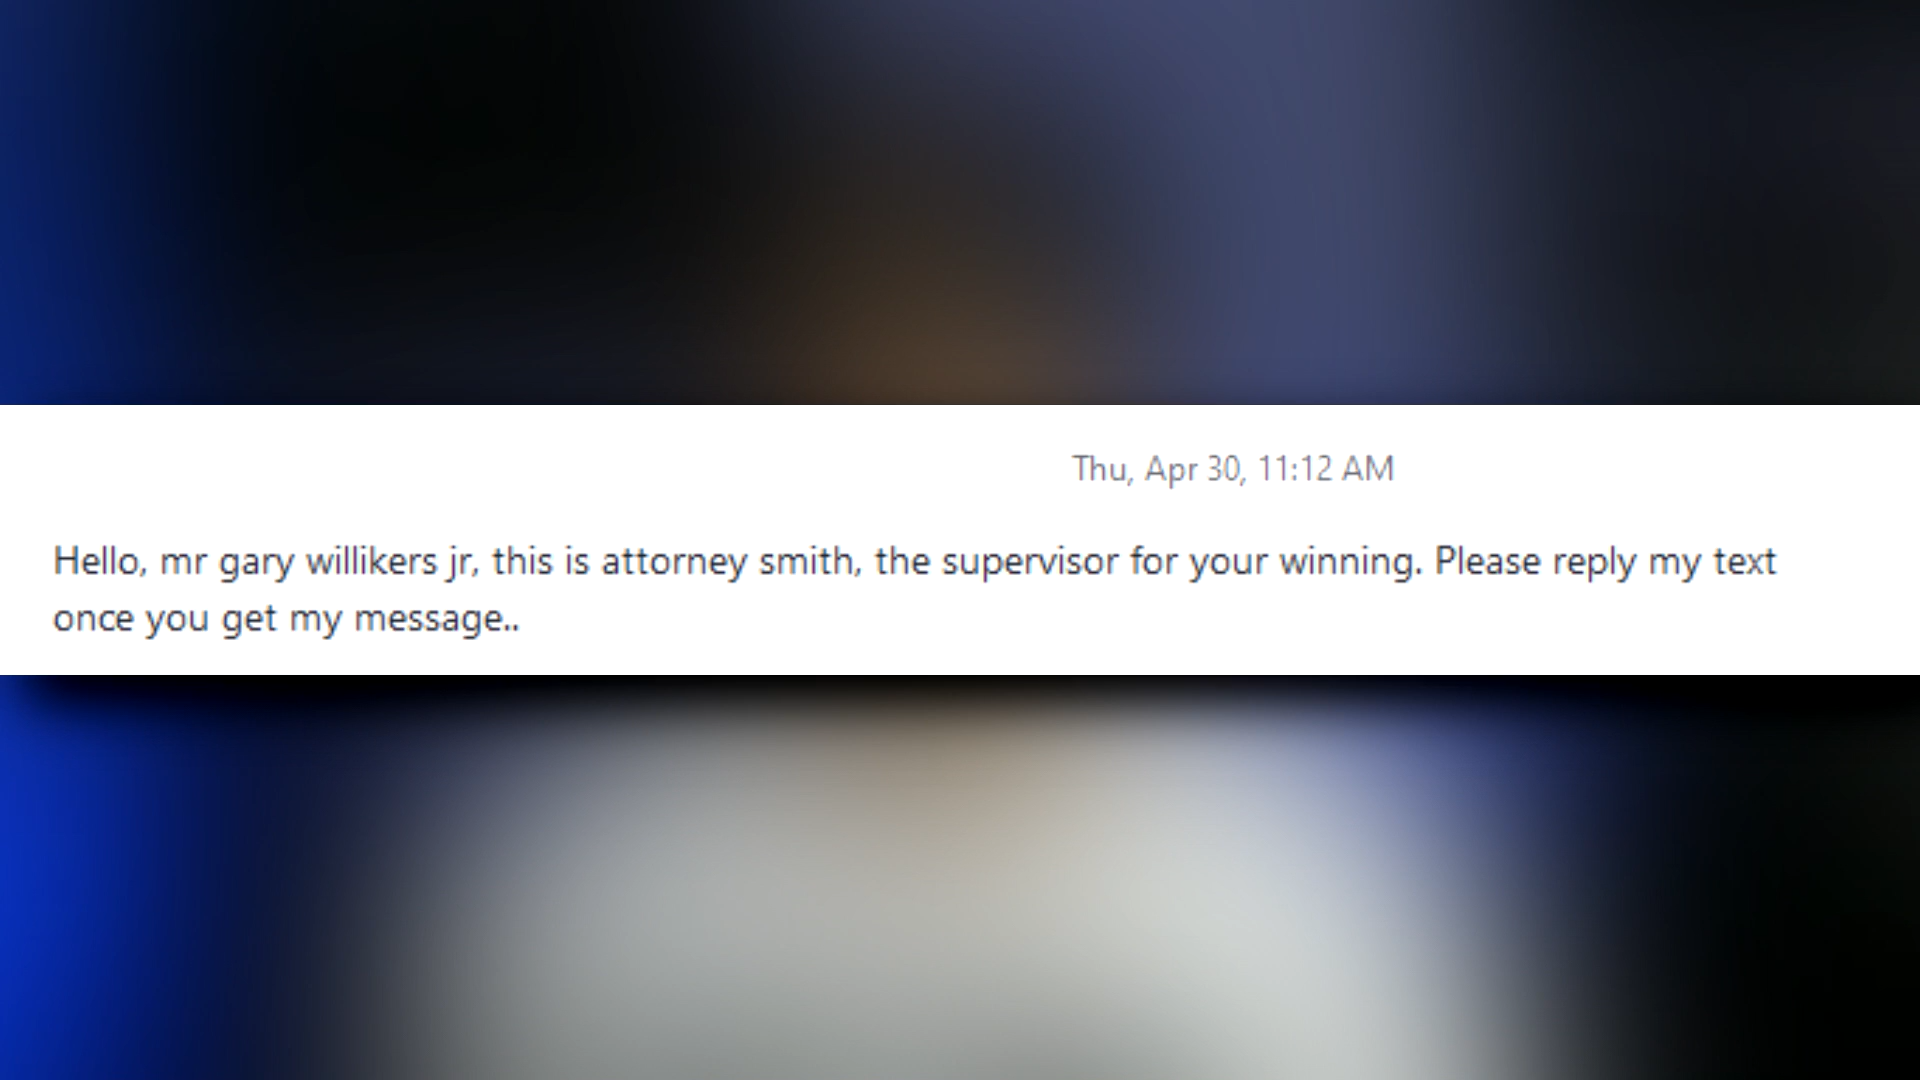 Thu, Apr 30, 11:12 AM
Hello, mr gary willikers jr, this is attorney smith, the supervisor for your winning. Please reply my text
once you get my message..